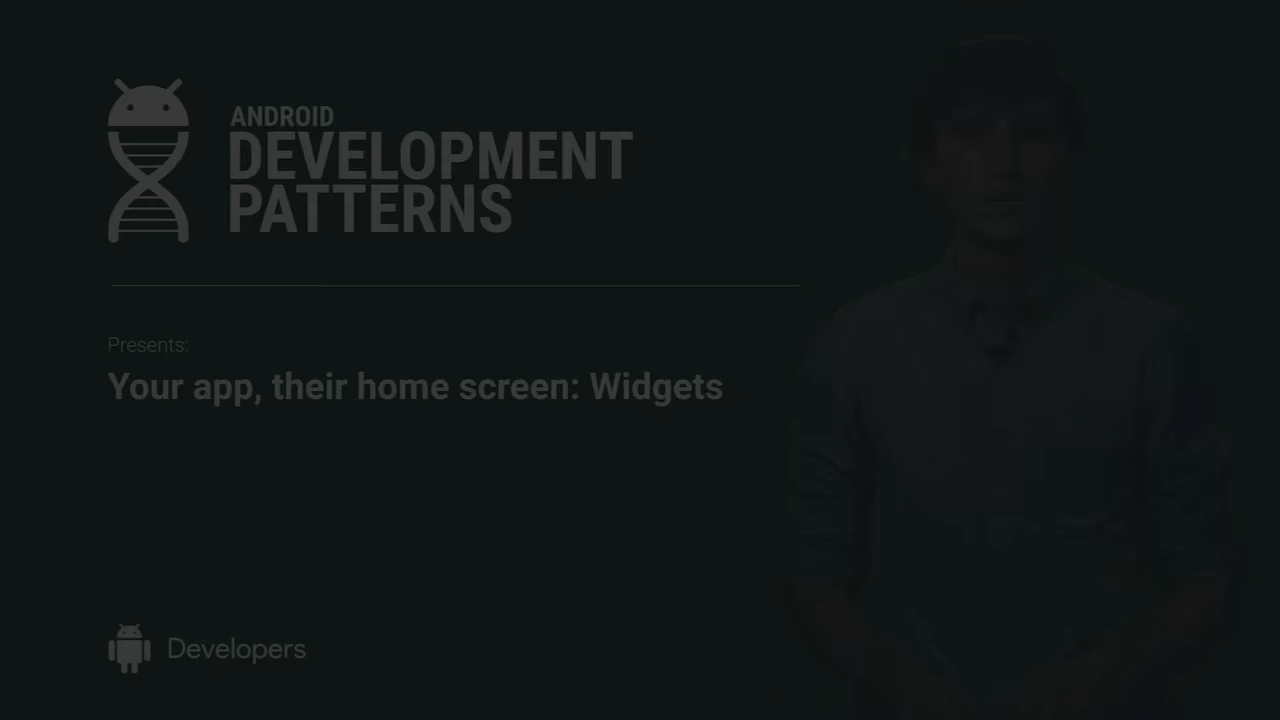 ANDROID
DEVELOPMENT
PATTERNS
Presents:
Your app, their home screen: Widgets
Developers